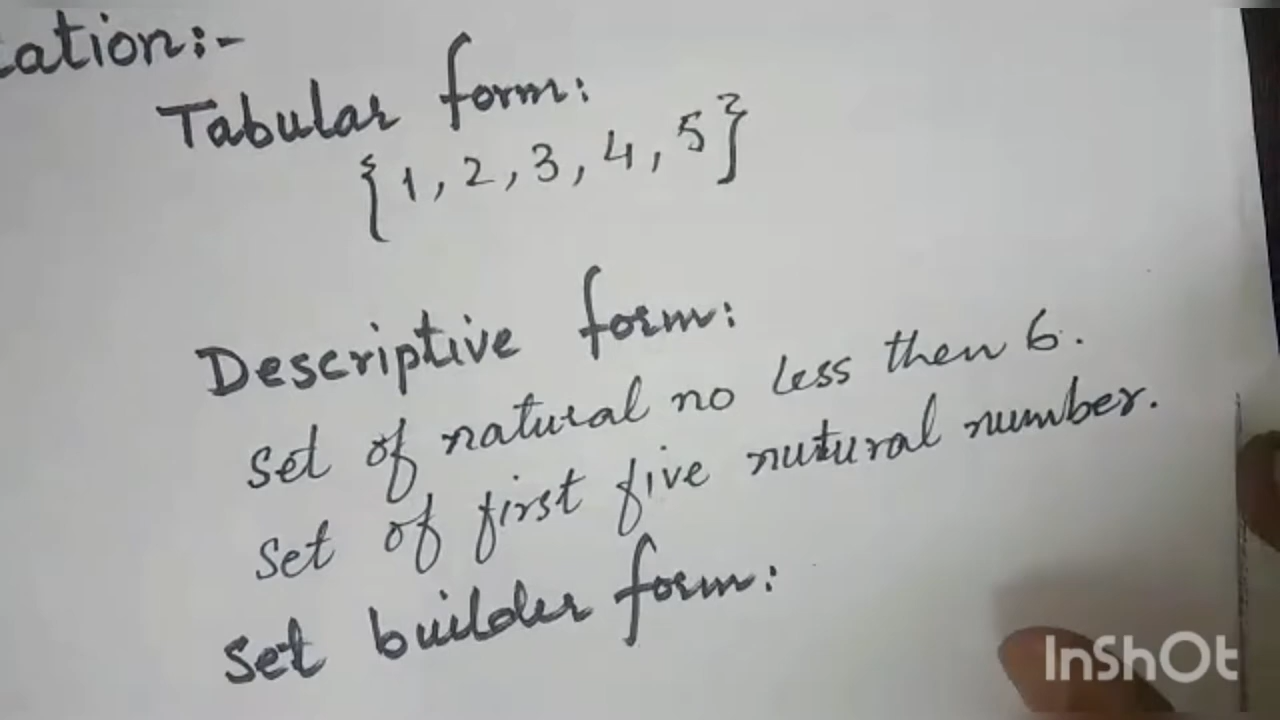 tation:-
Tabular form:
{1, 2, 3, 4, 5}
Descriptive form:
set of natural no less then 6.
set of first five nutural number.
set builder form:
InShOt